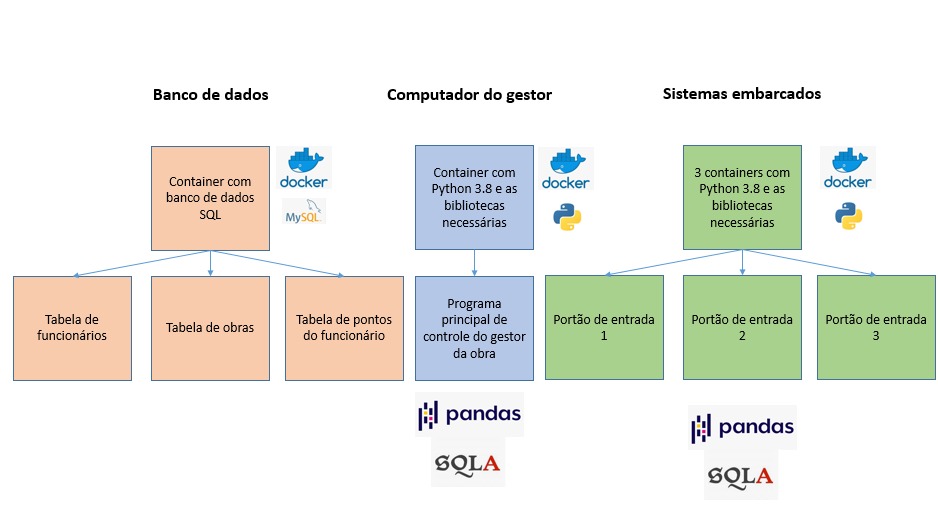 Banco de dados
Computador do gestor
Sistemas embarcados
Container com
banco de dados
SQL
docker
MySQL
Container com
Python 3.8 e as
bibliotecas
necessárias
docker
3 containers com
Python 3.8 e as
bibliotecas
necessárias
docker
Tabela de
funcionários
Tabela de obras
Tabela de pontos
do funcionário
Programa
principal de
controle do gestor
da obra
Portão de entrada
1
Portão de entrada
2
Portão de entrada
3
pandas
SQLA
pandas
SQLA